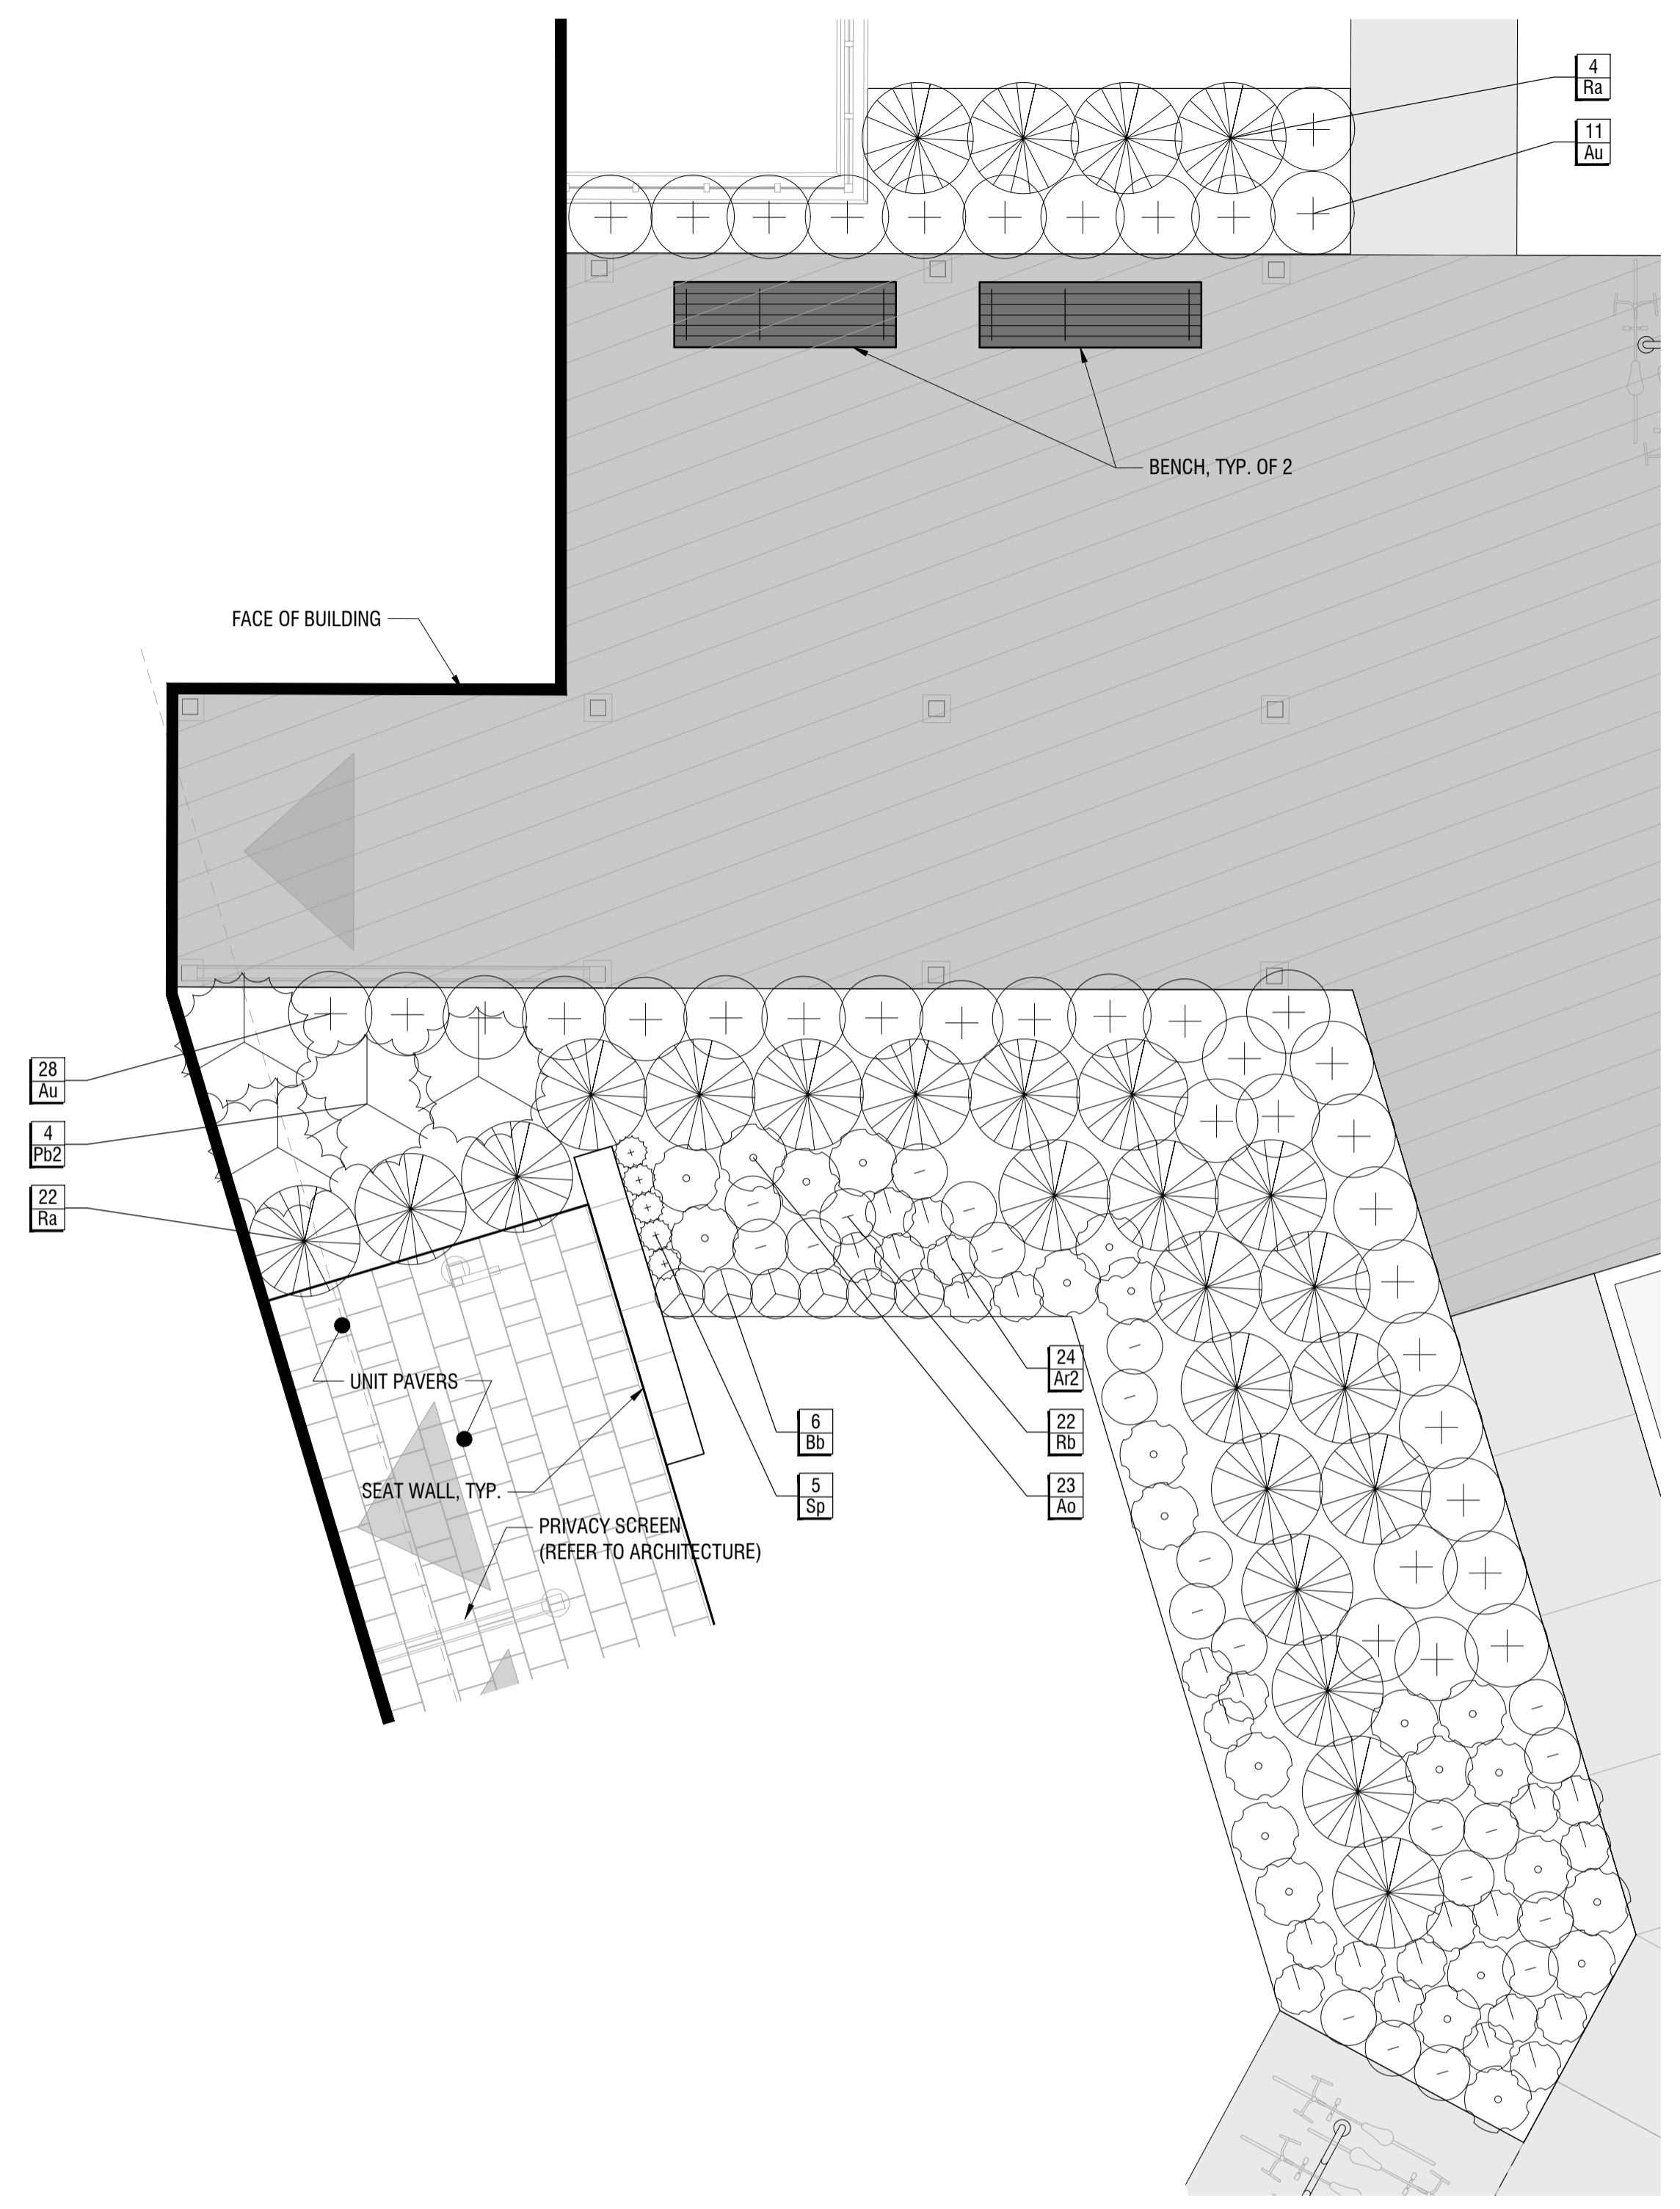 4
Ra
11
Au
BENCH, TYP. OF 2
FACE OF BUILDING
28
Au
4
Pb2
22
Ra
UNIT PAVERS
SEAT WALL, TYP.
PRIVACY SCREEN
(REFER TO ARCHITECTURE)
6
Bb
5
Sp
24
Ar2
22
Rb
23
Ao